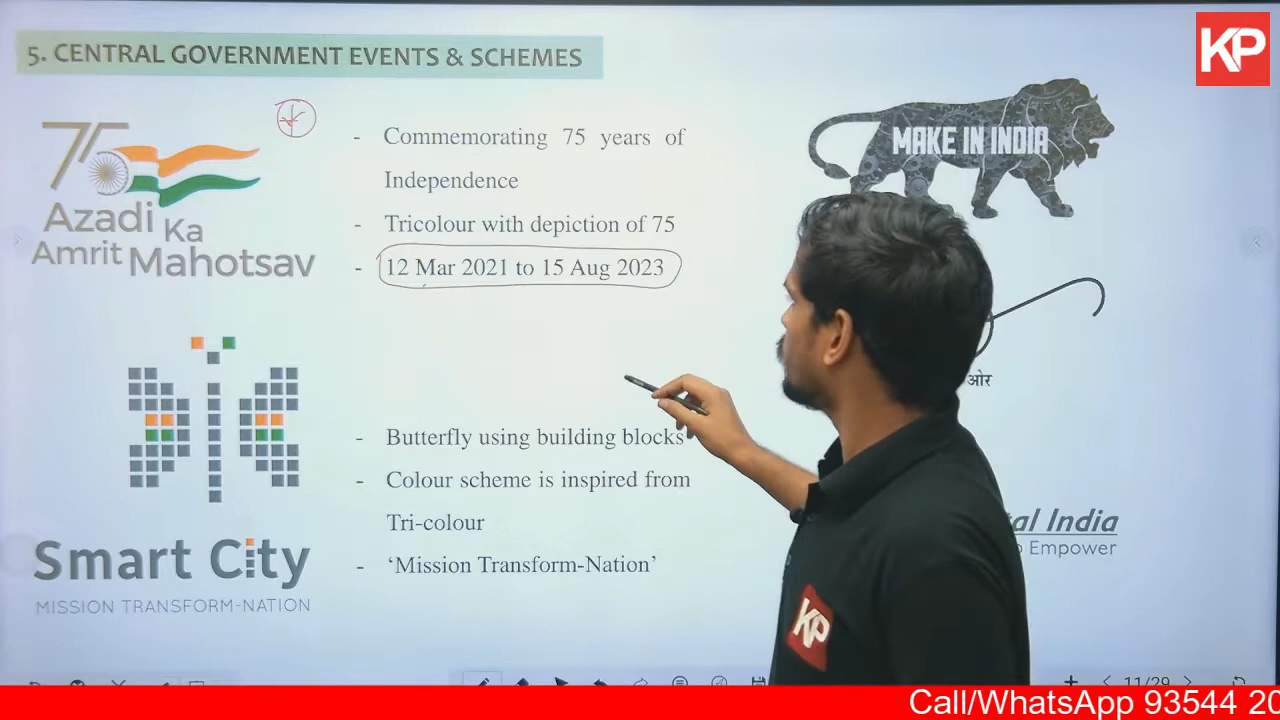 5. CENTRAL GOVERNMENT EVENTS & SCHEMES
KP
75
Azadi Ka
Amrit Mahotsav
- Commemorating 75 years of
Independence
- Tricolour with depiction of 75
- 12 Mar 2021 to 15 Aug 2023
MAKE IN INDIA
ओर
Smart City
MISSION TRANSFORM-NATION
- Butterfly using building blocks
- Colour scheme is inspired from
Tri-colour
- ‘Mission Transform-Nation’
tal India
Empower
KP
11/29
Call/WhatsApp 93544 20